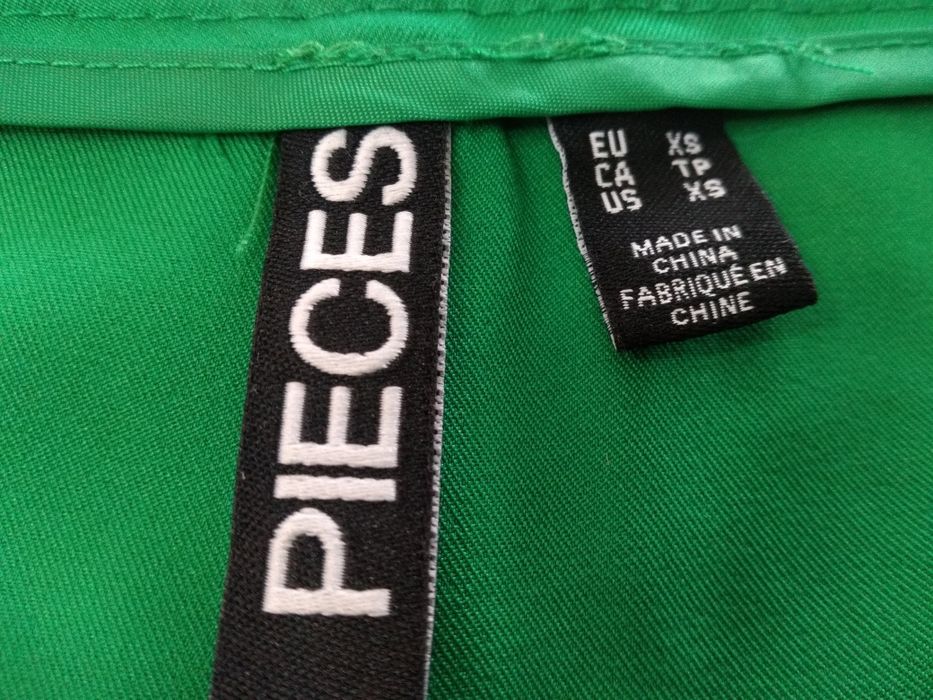 PIECES
EU XS
CA TP
US XS
MADE IN
CHINA
FABRIQUÉ EN
CHINE